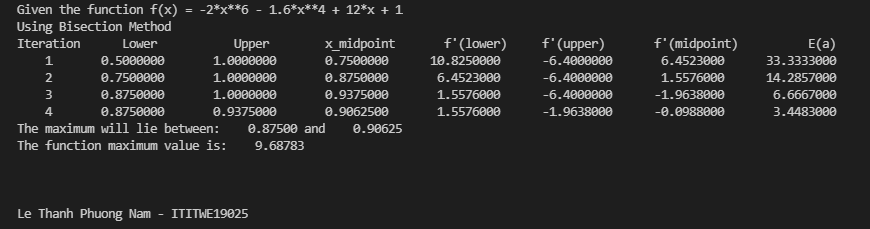 Given the function f(x) = -2*x**6 - 1.6*x**4 + 12*x + 1
Using Bisection Method
Iteration Lower Upper x_midpoint f'(lower) f'(upper) f'(midpoint) E(a)
1 0.5000000 1.0000000 0.7500000 10.8250000 -6.4000000 6.4523000 33.3333000
2 0.7500000 1.0000000 0.8750000 6.4523000 -6.4000000 1.5576000 14.2857000
3 0.8750000 1.0000000 0.9375000 1.5576000 -6.4000000 -1.9638000 6.6667000
4 0.8750000 0.9375000 0.9062500 1.5576000 -1.9638000 -0.0988000 3.4483000
The maximum will lie between: 0.87500 and 0.90625
The function maximum value is: 9.68783
Le Thanh Phuong Nam - ITITWE19025